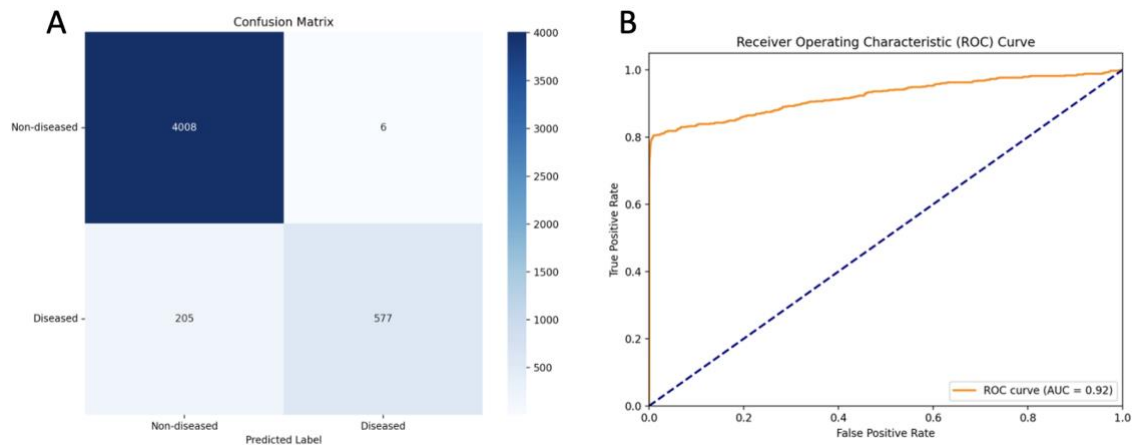 A
Confusion Matrix
Non-diseased
4008
6
Diseased
205
577
Non-diseased
Diseased
Predicted Label
4000
3500
3000
2500
2000
1500
1000
500
B
Receiver Operating Characteristic (ROC) Curve
True Positive Rate
1.0
0.8
0.6
0.4
0.2
0.0
ROC curve (AUC = 0.92)
0.0
0.2
0.4
0.6
0.8
1.0
False Positive Rate